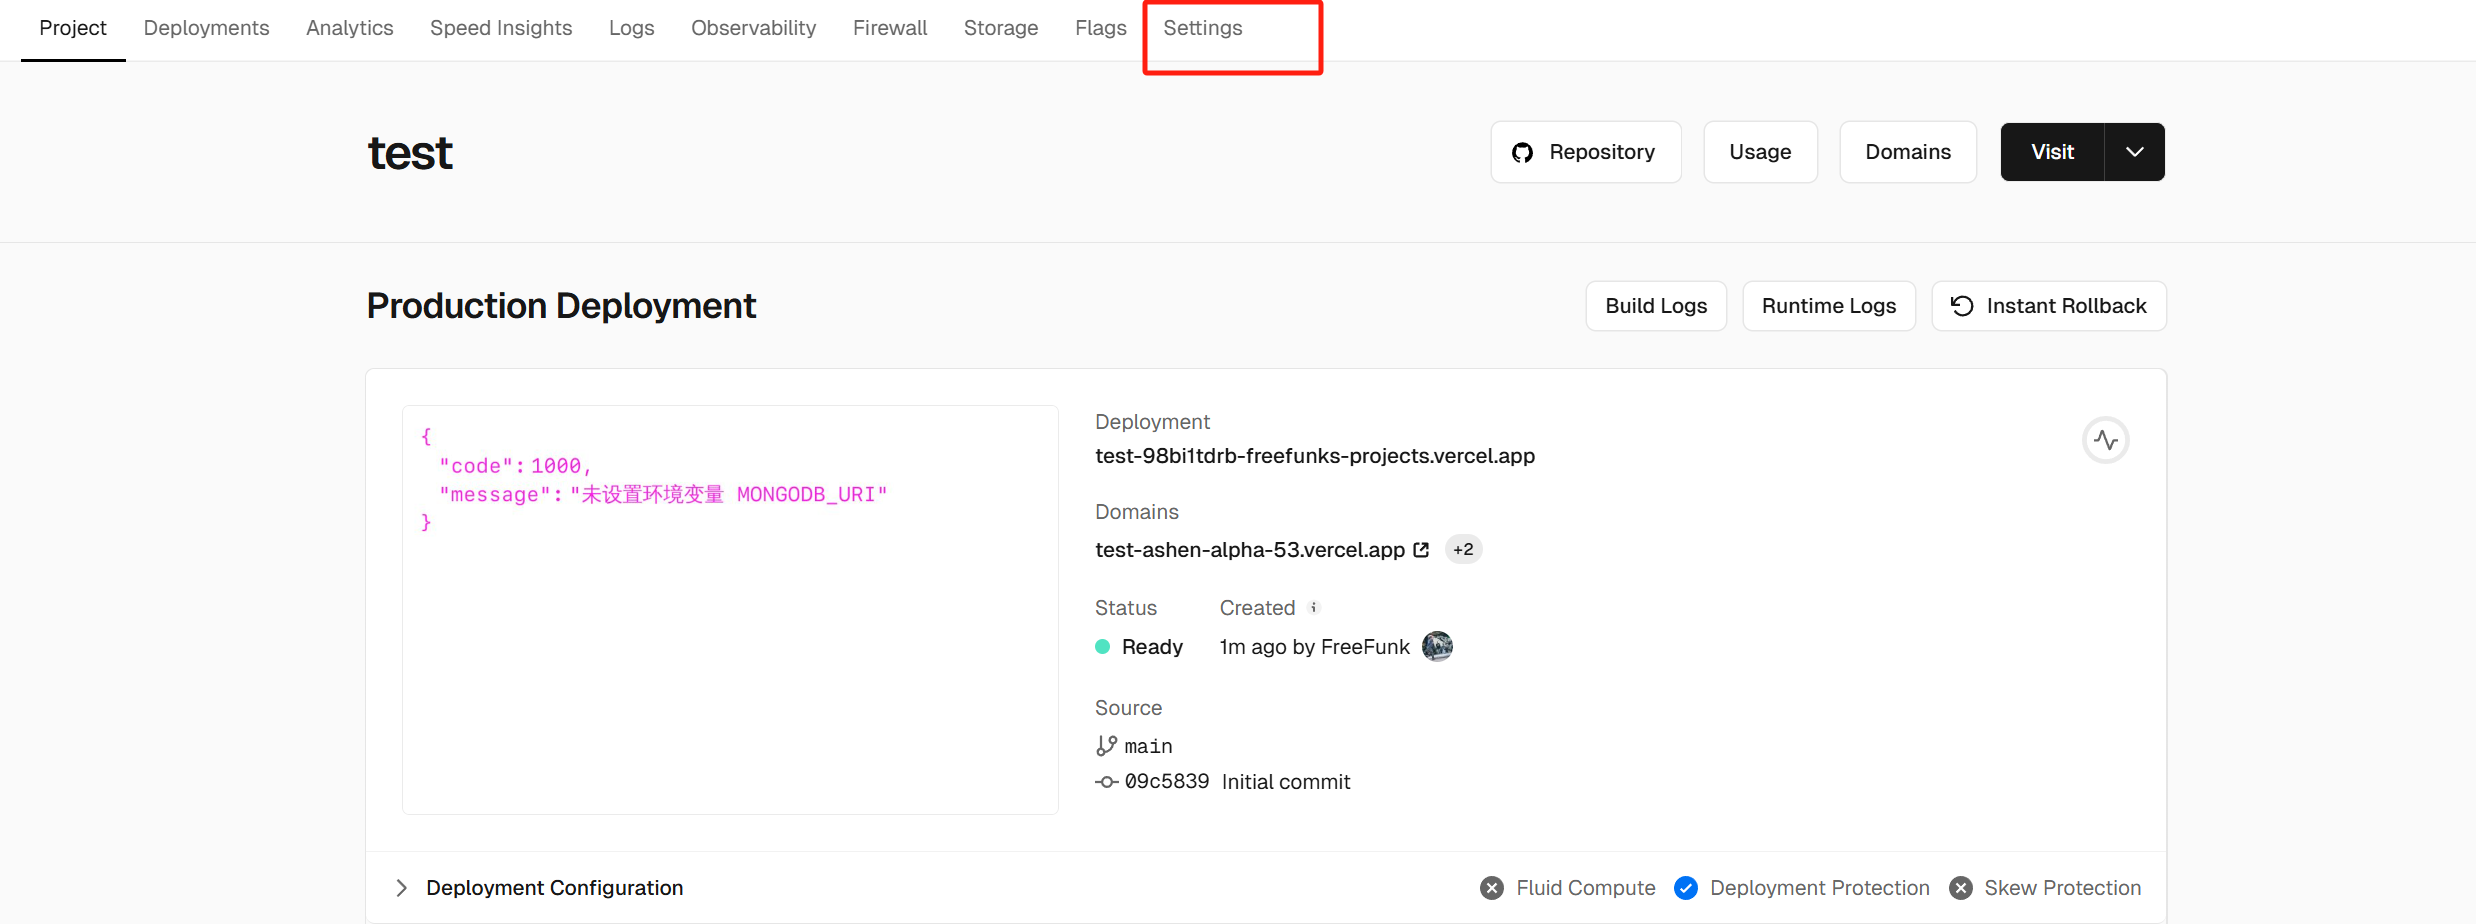 Project Deployments Analytics Speed Insights Logs Observability Firewall Storage Flags Settings
test
Repository Usage Domains Visit
Production Deployment
Build Logs Runtime Logs Instant Rollback
{
"code": 1000,
"message": "未设置环境变量 MONGODB_URI"
}
Deployment
test-98bi1tdrb-freefunks-projects.vercel.app
Domains
test-ashen-alpha-53.vercel.app +2
Status Created
Ready 1m ago by FreeFunk
Source
main
09c5839 Initial commit
Deployment Configuration
Fluid Compute Deployment Protection Skew Protection